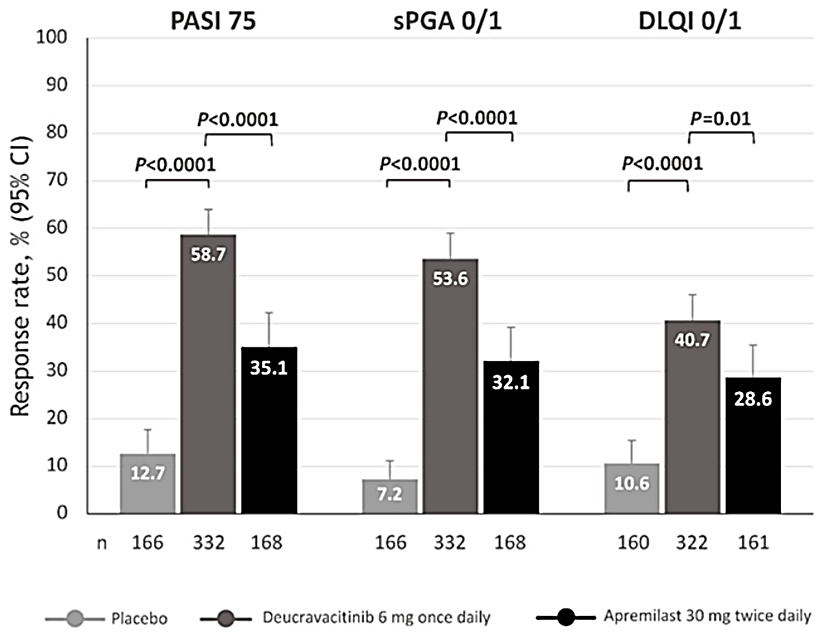 PASI 75 sPGA 0/1 DLQI 0/1
Response rate, % (95% CI)
100
90
80
70
60
50
40
30
20
10
0
P<0.0001
P<0.0001
58.7
35.1
12.7
P<0.0001
P<0.0001
53.6
32.1
7.2
P=0.01
P<0.0001
40.7
28.6
10.6
n 166 332 168 166 332 168 160 322 161
Placebo Deucravacitinib 6 mg once daily Apremilast 30 mg twice daily